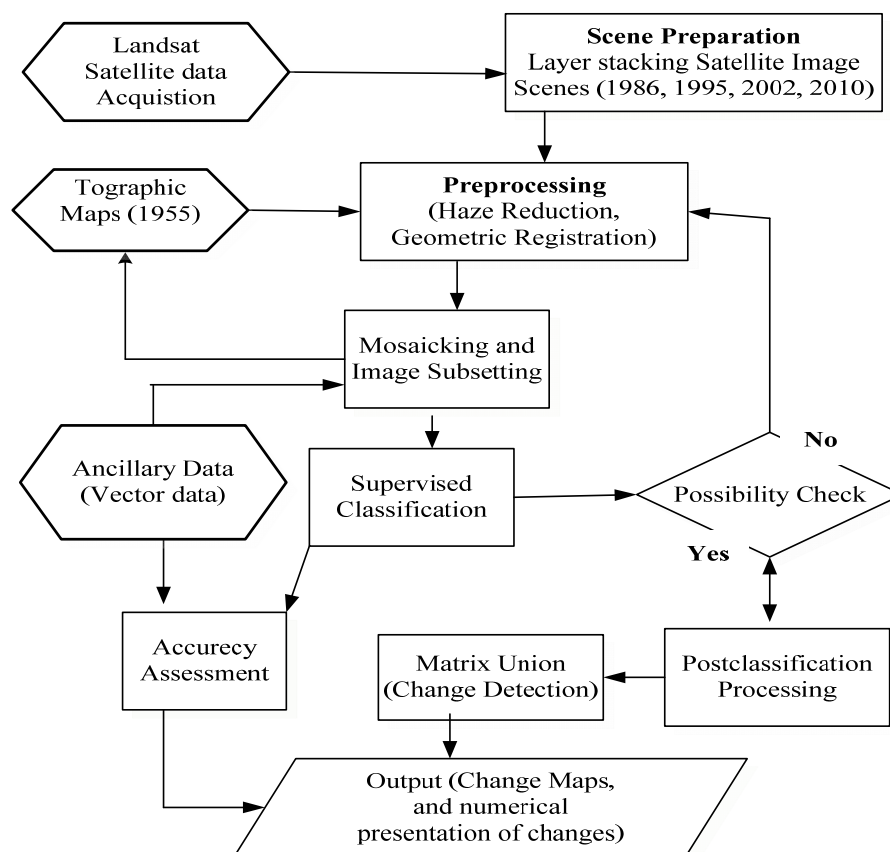 Landsat
Satellite data
Acquistion
Scene Preparation
Layer stacking Satellite Image
Scenes (1986, 1995, 2002, 2010)
Tographic
Maps (1955)
Preprocessing
(Haze Reduction,
Geometric Registration)
Mosaicking and
Image Subsetting
Ancillary Data
(Vector data)
Supervised
Classification
No
Possibility Check
Yes
Accurecy
Assessment
Matrix Union
(Change Detection)
Postclassification
Processing
Output (Change Maps,
and numerical
presentation of changes)